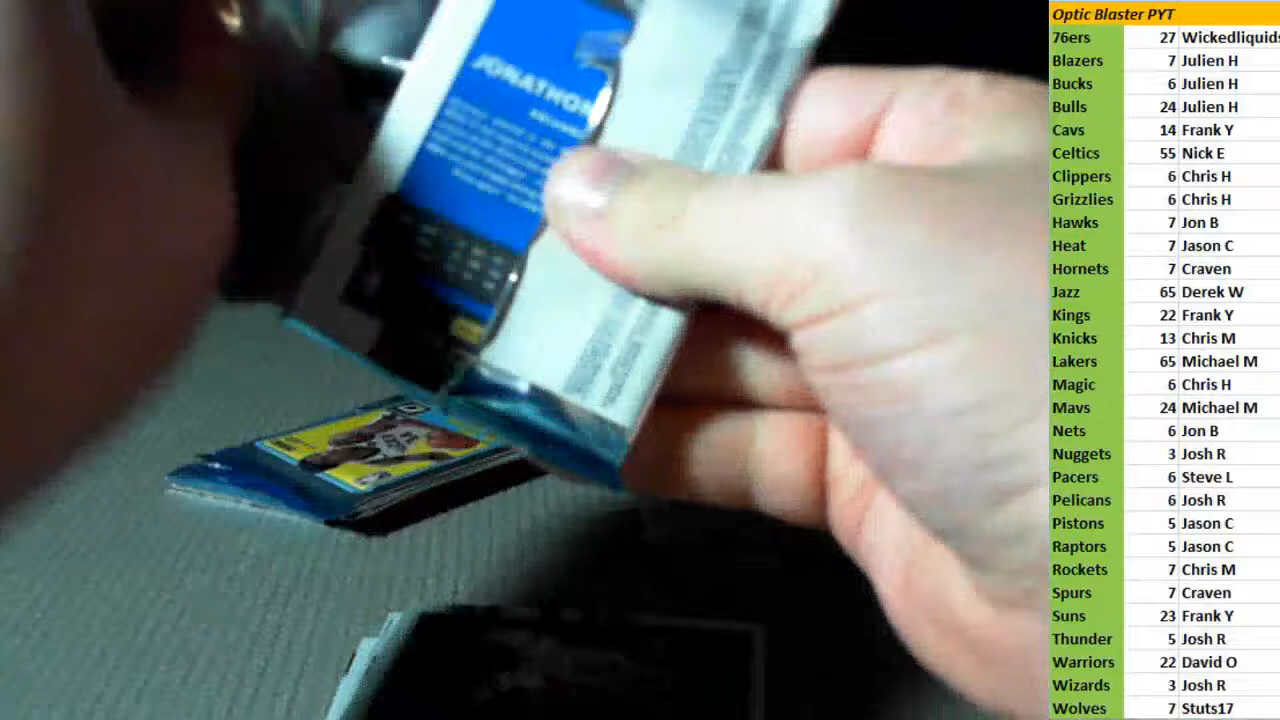 Optic Blaster PYT
76ers 27 Wickedliquids
Blazers 7 Julien H
Bucks 6 Julien H
Bulls 24 Julien H
Cavs 14 Frank Y
Celtics 55 Nick E
Clippers 6 Chris H
Grizzlies 6 Chris H
Hawks 7 Jon B
Heat 7 Jason C
Hornets 7 Craven
Jazz 65 Derek W
Kings 22 Frank Y
Knicks 13 Chris M
Lakers 65 Michael M
Magic 6 Chris H
Mavs 24 Michael M
Nets 6 Jon B
Nuggets 3 Josh R
Pacers 6 Steve L
Pelicans 6 Josh R
Pistons 5 Jason C
Raptors 5 Jason C
Rockets 7 Chris M
Spurs 7 Craven
Suns 23 Frank Y
Thunder 5 Josh R
Warriors 22 David O
Wizards 3 Josh R
Wolves 7 Stuts17
JONATHON